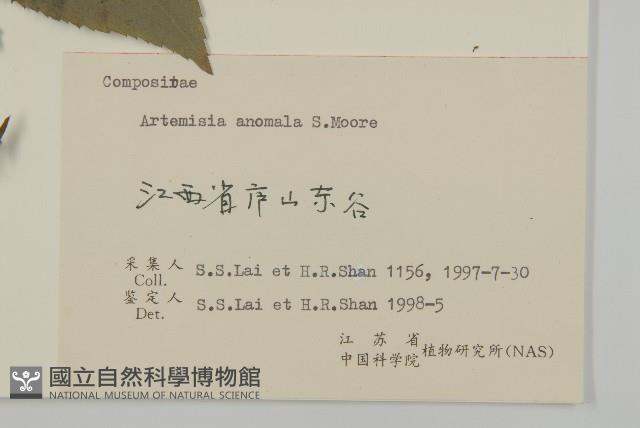 Compositae
Artemisia anomala S.Moore
江西省庐山东谷
采集人 S.S.Lai et H.R.Shan 1156, 1997-7-30
Coll.
鉴定人 S.S.Lai et H.R.Shan 1998-5
Det.
江苏省
中国科学院 植物研究所(NAS)
國立自然科學博物館
NATIONAL MUSEUM OF NATURAL SCIENCE